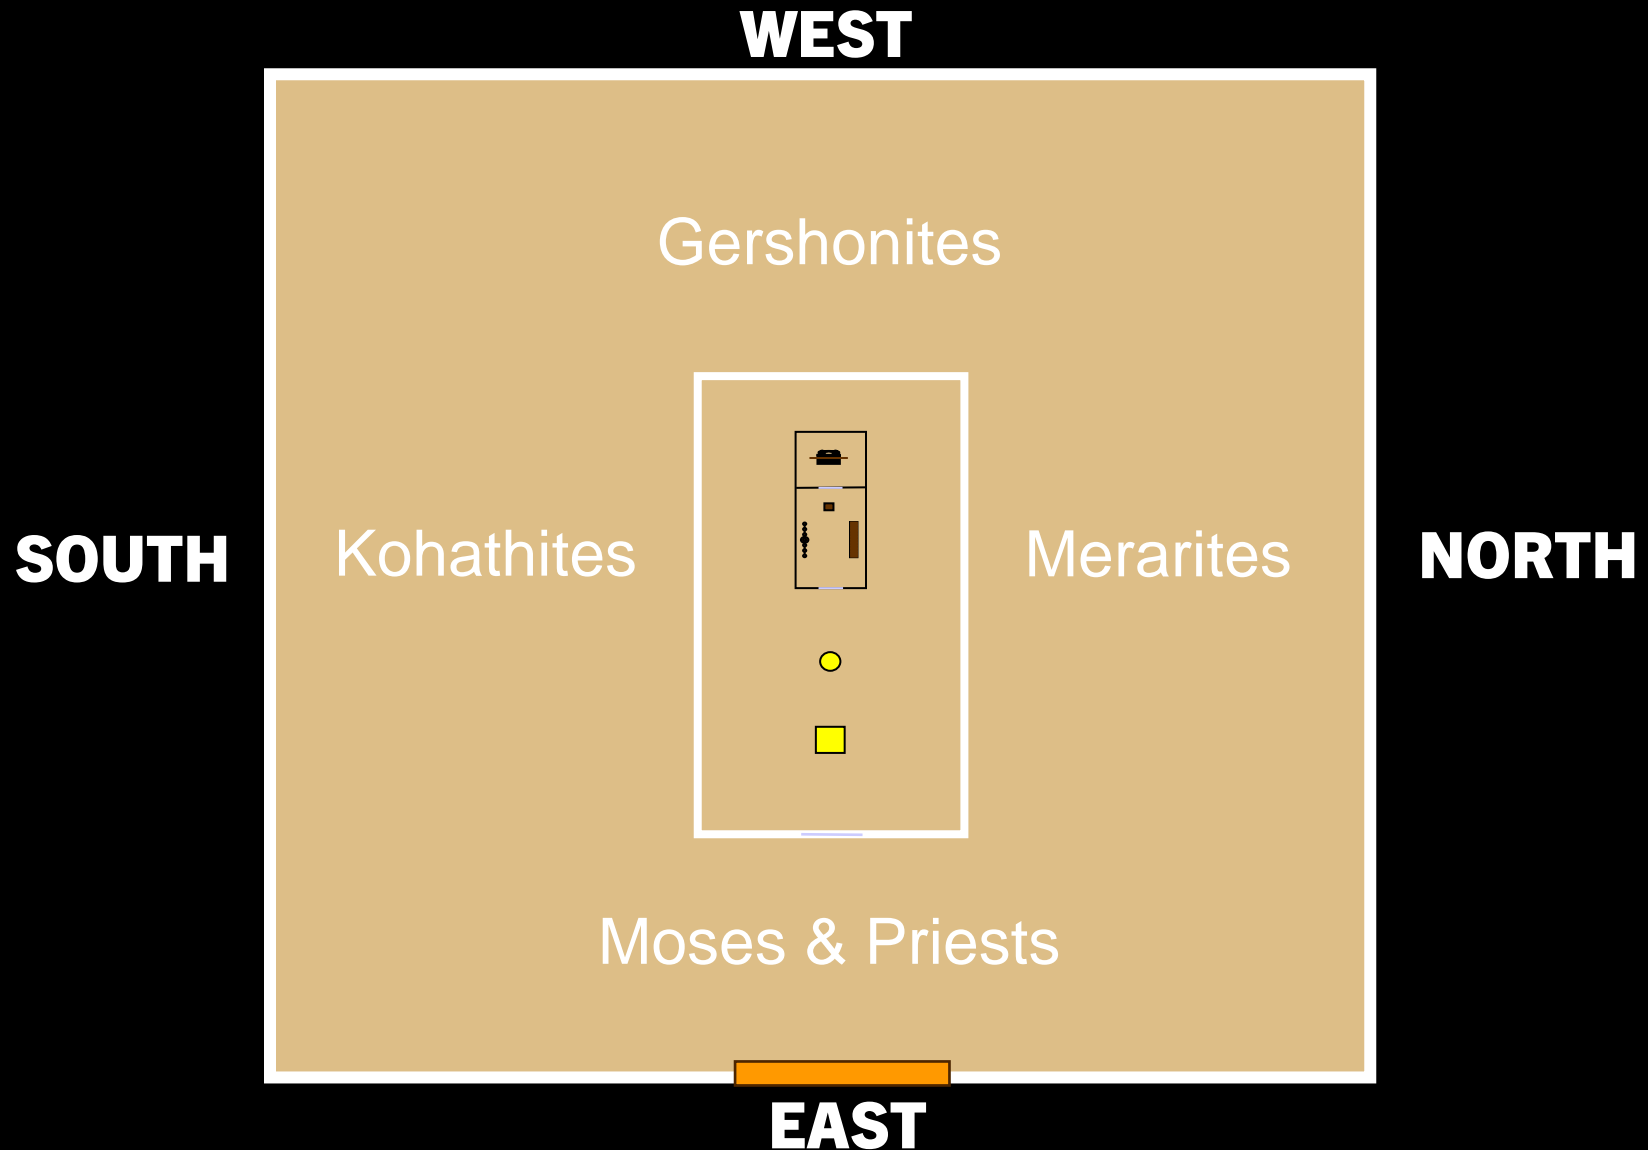 WEST
Gershonites
SOUTH
Kohathites
Merarites
NORTH
Moses & Priests
EAST